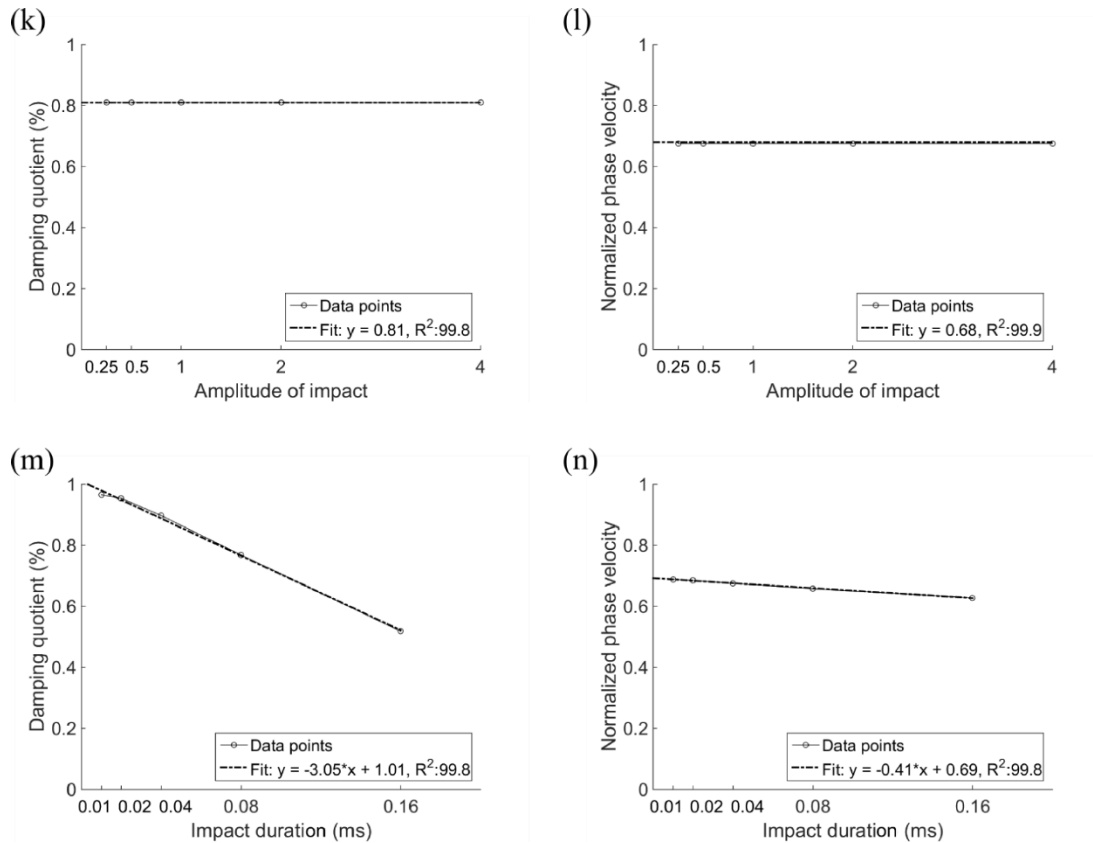 (k)
Damping quotient (%)
1
0.8
0.6
0.4
0.2
0
Data points
Fit: y = 0.81, R²:99.8
0.25 0.5 1 2 4
Amplitude of impact
(l)
Normalized phase velocity
1
0.8
0.6
0.4
0.2
0
Data points
Fit: y = 0.68, R²:99.9
0.25 0.5 1 2 4
Amplitude of impact
(m)
Damping quotient (%)
1
0.8
0.6
0.4
0.2
0
Data points
Fit: y = -3.05*x + 1.01, R²:99.8
0.01 0.02 0.04 0.08 0.16
Impact duration (ms)
(n)
Normalized phase velocity
1
0.8
0.6
0.4
0.2
0
Data points
Fit: y = -0.41*x + 0.69, R²:99.8
0.01 0.02 0.04 0.68 0.16
Impact duration (ms)